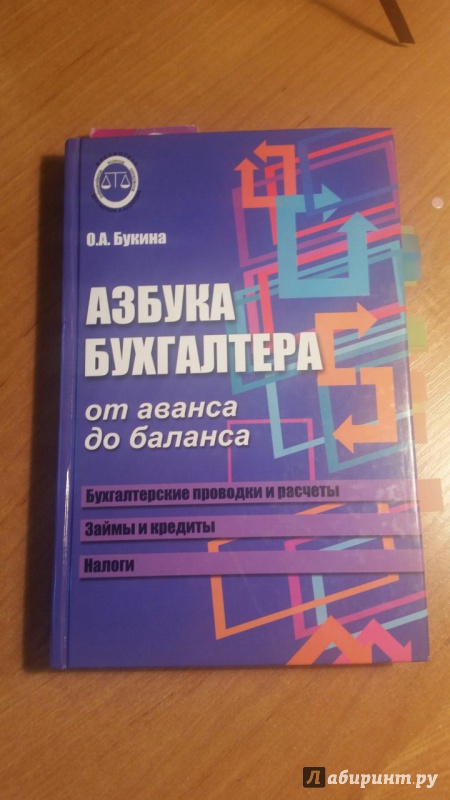 О.А. Букина
АЗБУКА
БУХГАЛТЕРА
от аванса
до баланса
Бухгалтерские проводки и расчеты
Займы и кредиты
Налоги
Лабиринт.ру